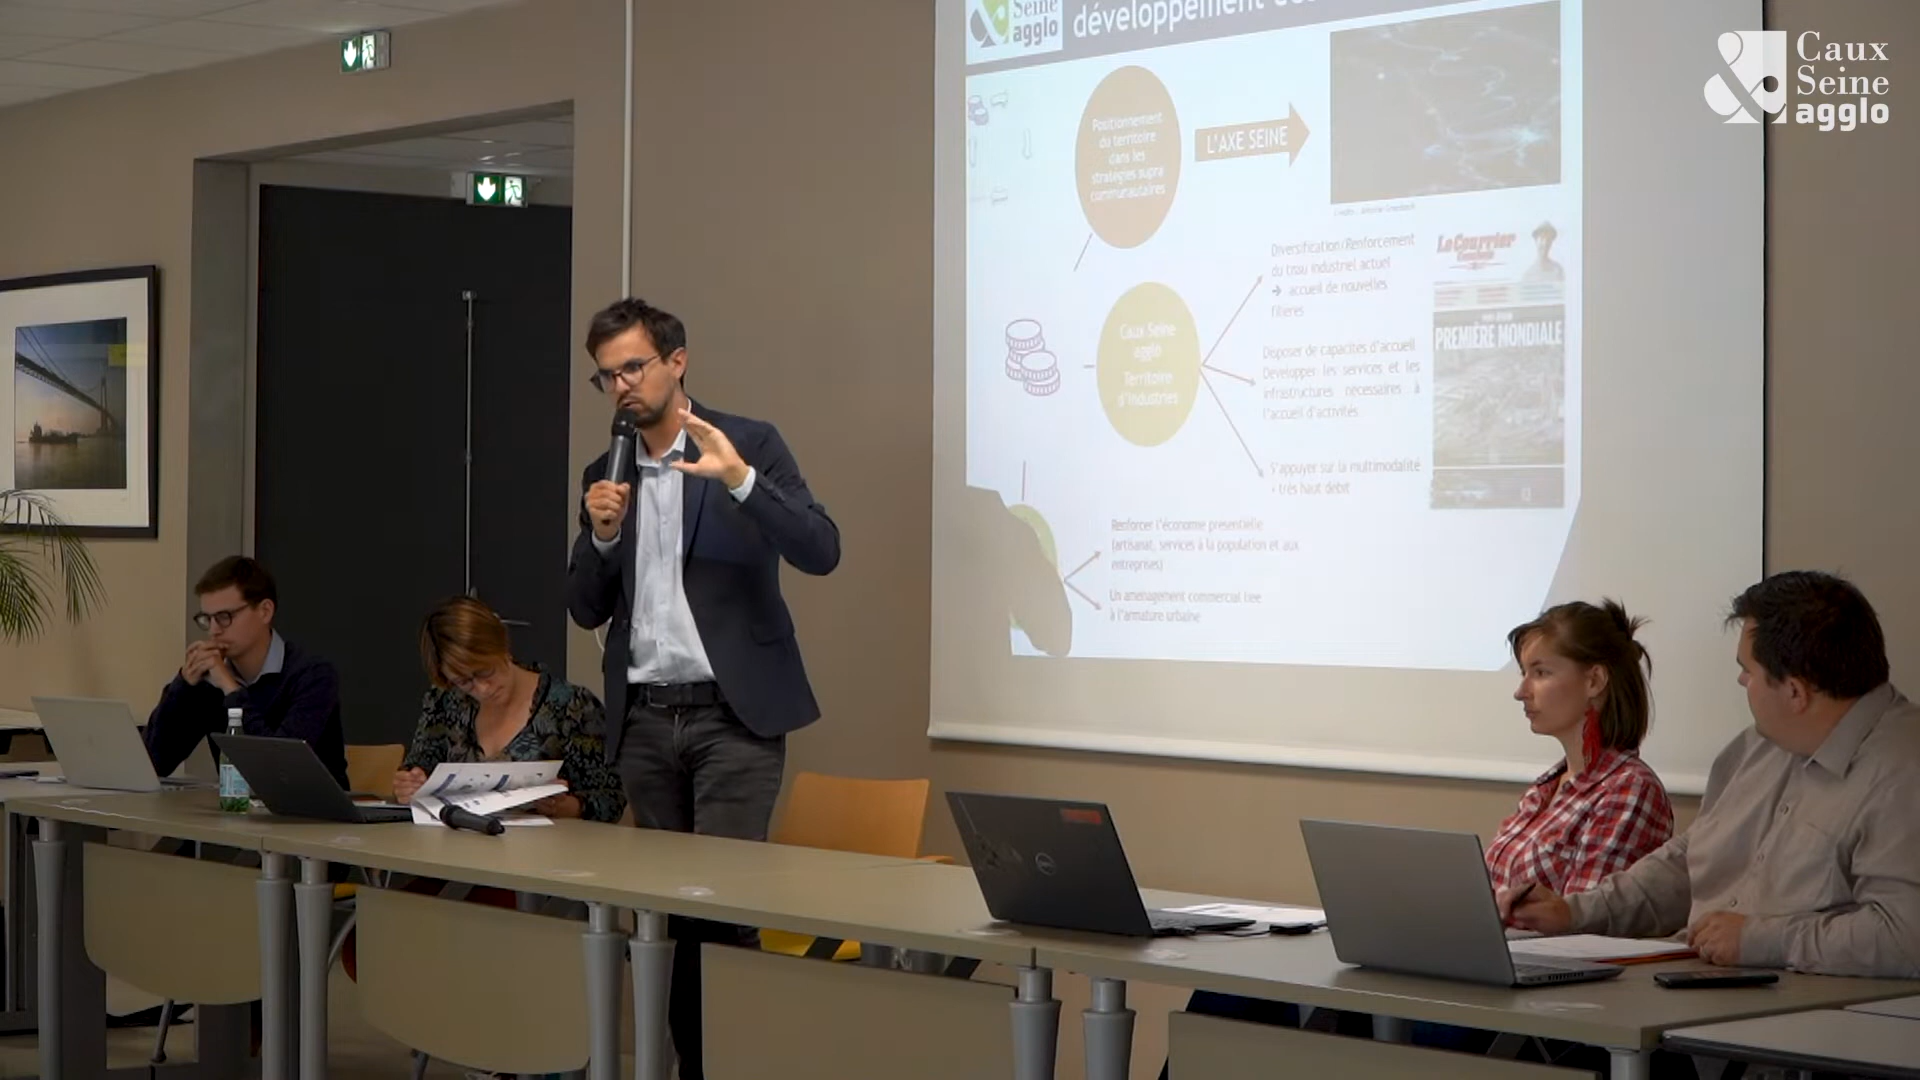 Seine
agglo
développement
Caux
Seine
agglo
Positionnement
du territoire
dans les
stratégies supra
communautaires
L'AXE SEINE
Diversification/Renforcement
du tissu industriel actuel
➔ accueil de nouvelles
filières
Le Courrier
PREMIÈRE MONDIALE
Caux Seine
agglo
Territoire
d'Industries
Disposer de capacités d'accueil
Développer les services et les
infrastructures nécessaires à
l'accueil d'activités
S'appuyer sur la multimodalité
+ très haut débit
Renforcer l'économie présentielle
(artisanat, services à la population et aux
entreprises)
Un aménagement commercial liée
à l'armature urbaine
DELL